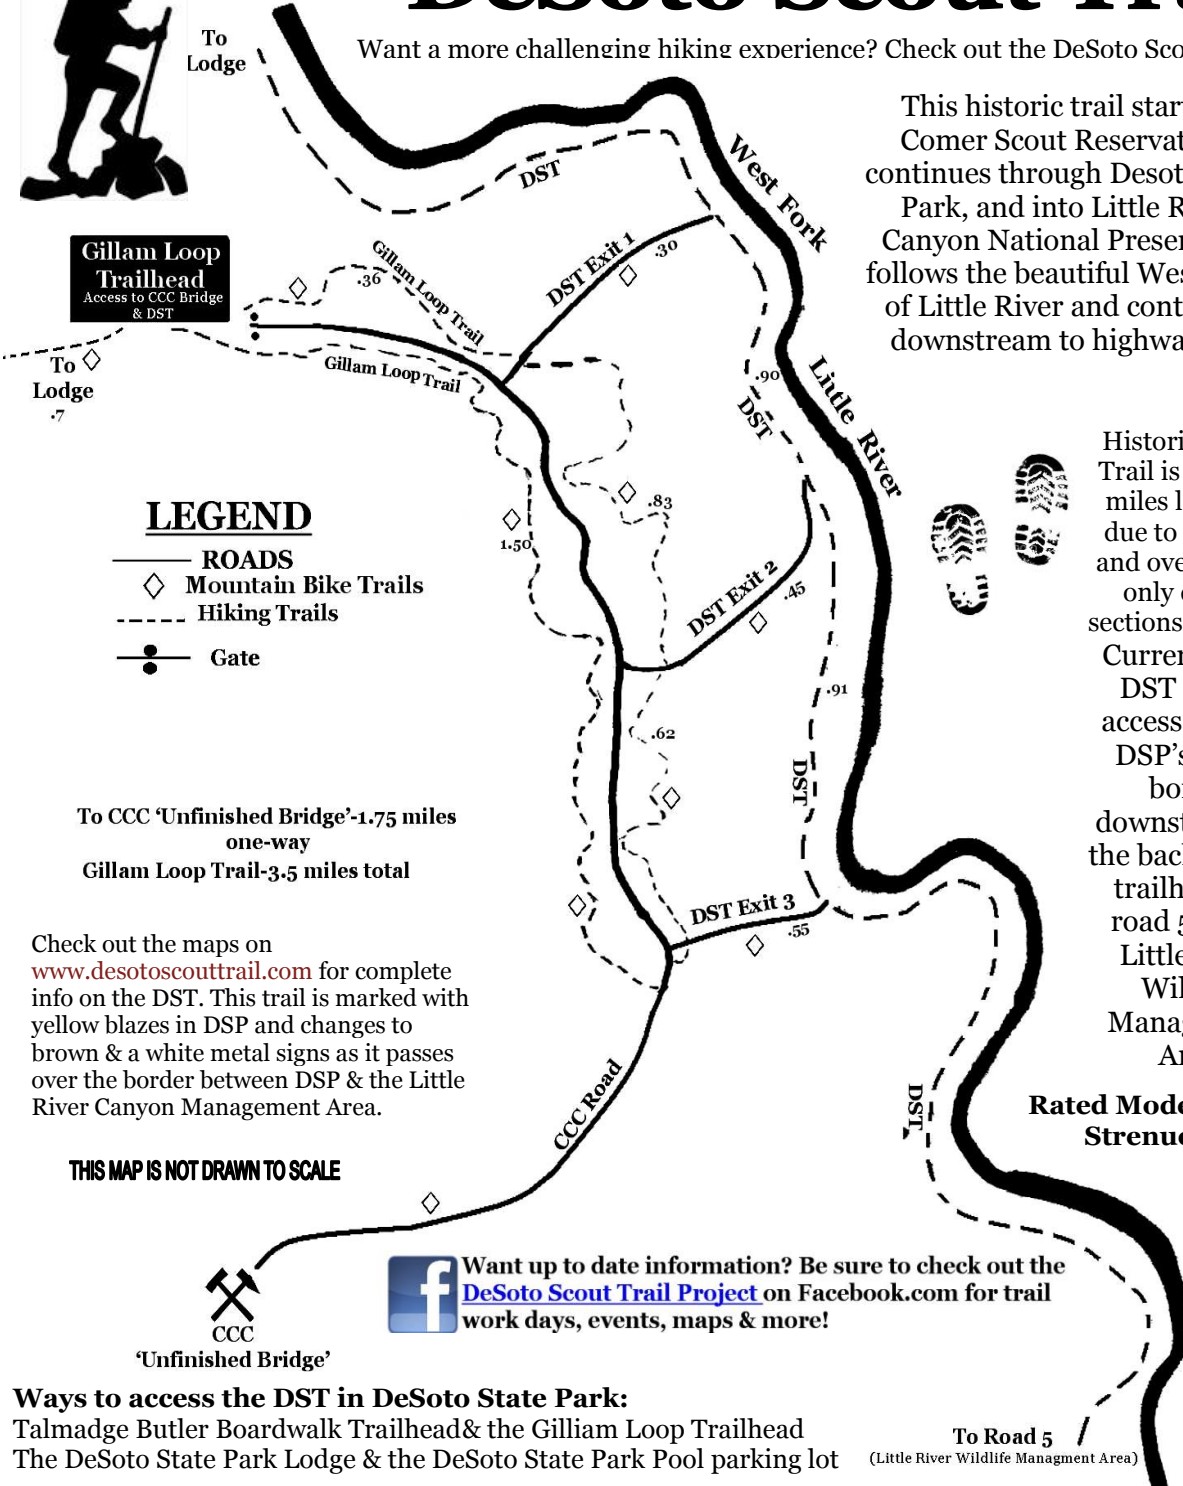 DeSoto Scout Tr
Want a more challenging hiking experience? Check out the DeSoto Sco
To
Lodge
This historic trail star
Comer Scout Reservat
continues through Desot
Park, and into Little R
Canyon National Preser
follows the beautiful Wes
of Little River and cont
downstream to highwa
West Fork
Little River
DST
Gillam Loop
Trailhead
Access to CCC Bridge
& DST
Gillam Loop Trail
.36
DST Exit 1
.30
Gillam Loop Trail
To
Lodge
.7
.90
DST
Histori
Trail is
miles l
due to
and ove
only
sections
Curren
DST
access
DSP's
bo
downst
the bac
trailh
road 5
Little
Wil
Manag
Ar
LEGEND
ROADS
Mountain Bike Trails
Hiking Trails
Gate
.83
1.50
DST Exit 2
.45
.91
.62
DST
To CCC ‘Unfinished Bridge’-1.75 miles
one-way
Gillam Loop Trail-3.5 miles total
DST Exit 3
.55
Check out the maps on
www.desotoscouttrail.com for complete
info on the DST. This trail is marked with
yellow blazes in DSP and changes to
brown & a white metal signs as it passes
over the border between DSP & the Little
River Canyon Management Area.
CCC Road
DST
Rated Mode
Strenuo
THIS MAP IS NOT DRAWN TO SCALE
Want up to date information? Be sure to check out the
DeSoto Scout Trail Project on Facebook.com for trail
work days, events, maps & more!
CCC
‘Unfinished Bridge’
Ways to access the DST in DeSoto State Park:
Talmadge Butler Boardwalk Trailhead& the Gilliam Loop Trailhead
The DeSoto State Park Lodge & the DeSoto State Park Pool parking lot
To Road 5
(Little River Wildlife Managment Area)